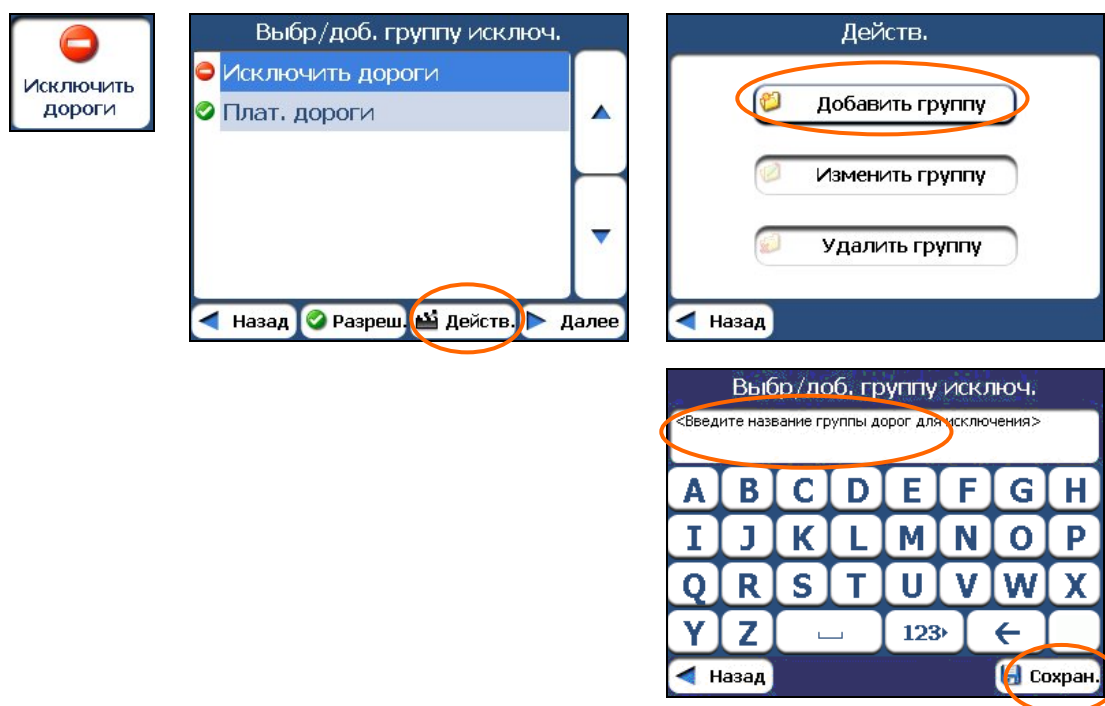 Исключить
дороги
Выбр/доб. группу исключ.
Исключить дороги
Плат. дороги
Назад Разреш. Действ. Далее
Действ.
Добавить группу
Изменить группу
Удалить группу
Назад
Выбр/доб. группу исключ.
<Введите название группы дорог для исключения>
A B C D E F G H
I J K L M N O P
Q R S T U V W X
Y Z 123
Назад Сохран.